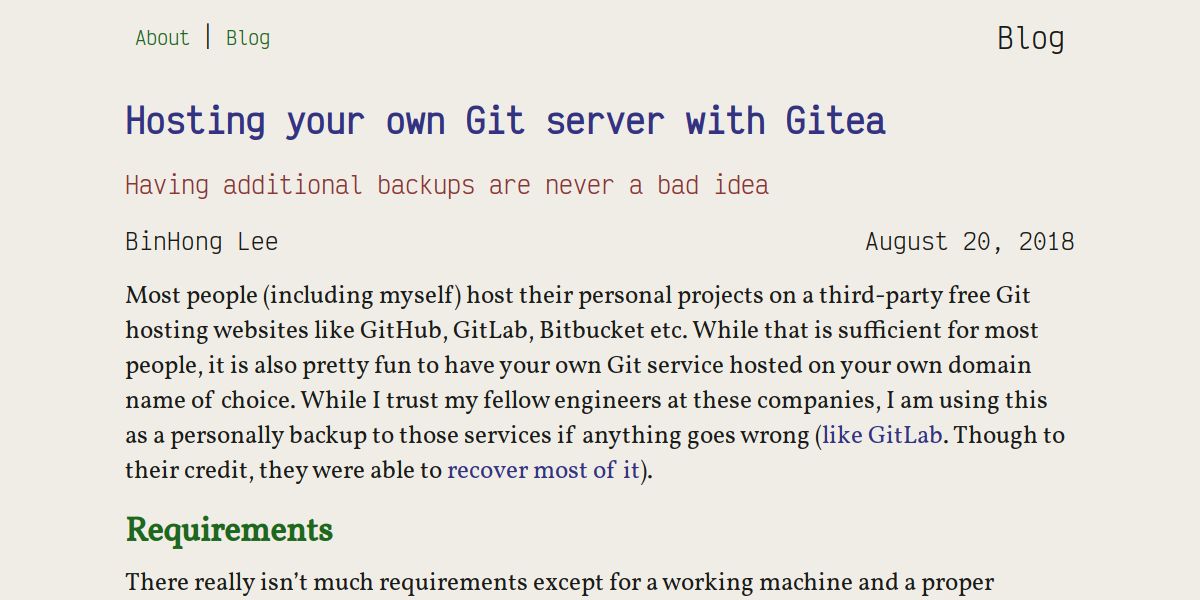 About | Blog
Blog
Hosting your own Git server with Gitea
Having additional backups are never a bad idea
BinHong Lee
August 20, 2018
Most people (including myself) host their personal projects on a third-party free Git
hosting websites like GitHub, GitLab, Bitbucket etc. While that is sufficient for most
people, it is also pretty fun to have your own Git service hosted on your own domain
name of choice. While I trust my fellow engineers at these companies, I am using this
as a personally backup to those services if anything goes wrong (like GitLab. Though to
their credit, they were able to recover most of it).
Requirements
There really isn’t much requirements except for a working machine and a proper